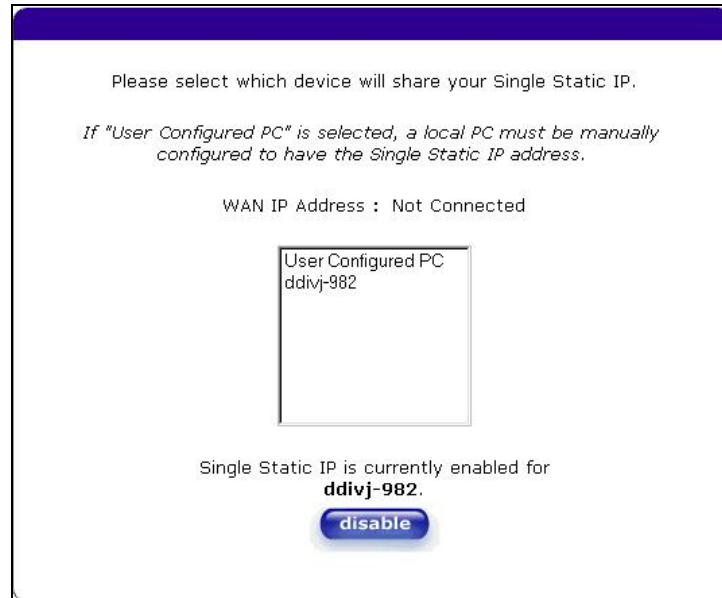 Please select which device will share your Single Static IP.
If "User Configured PC" is selected, a local PC must be manually
configured to have the Single Static IP address.
WAN IP Address : Not Connected
User Configured PC
ddivj-982
Single Static IP is currently enabled for
ddivj-982.
disable